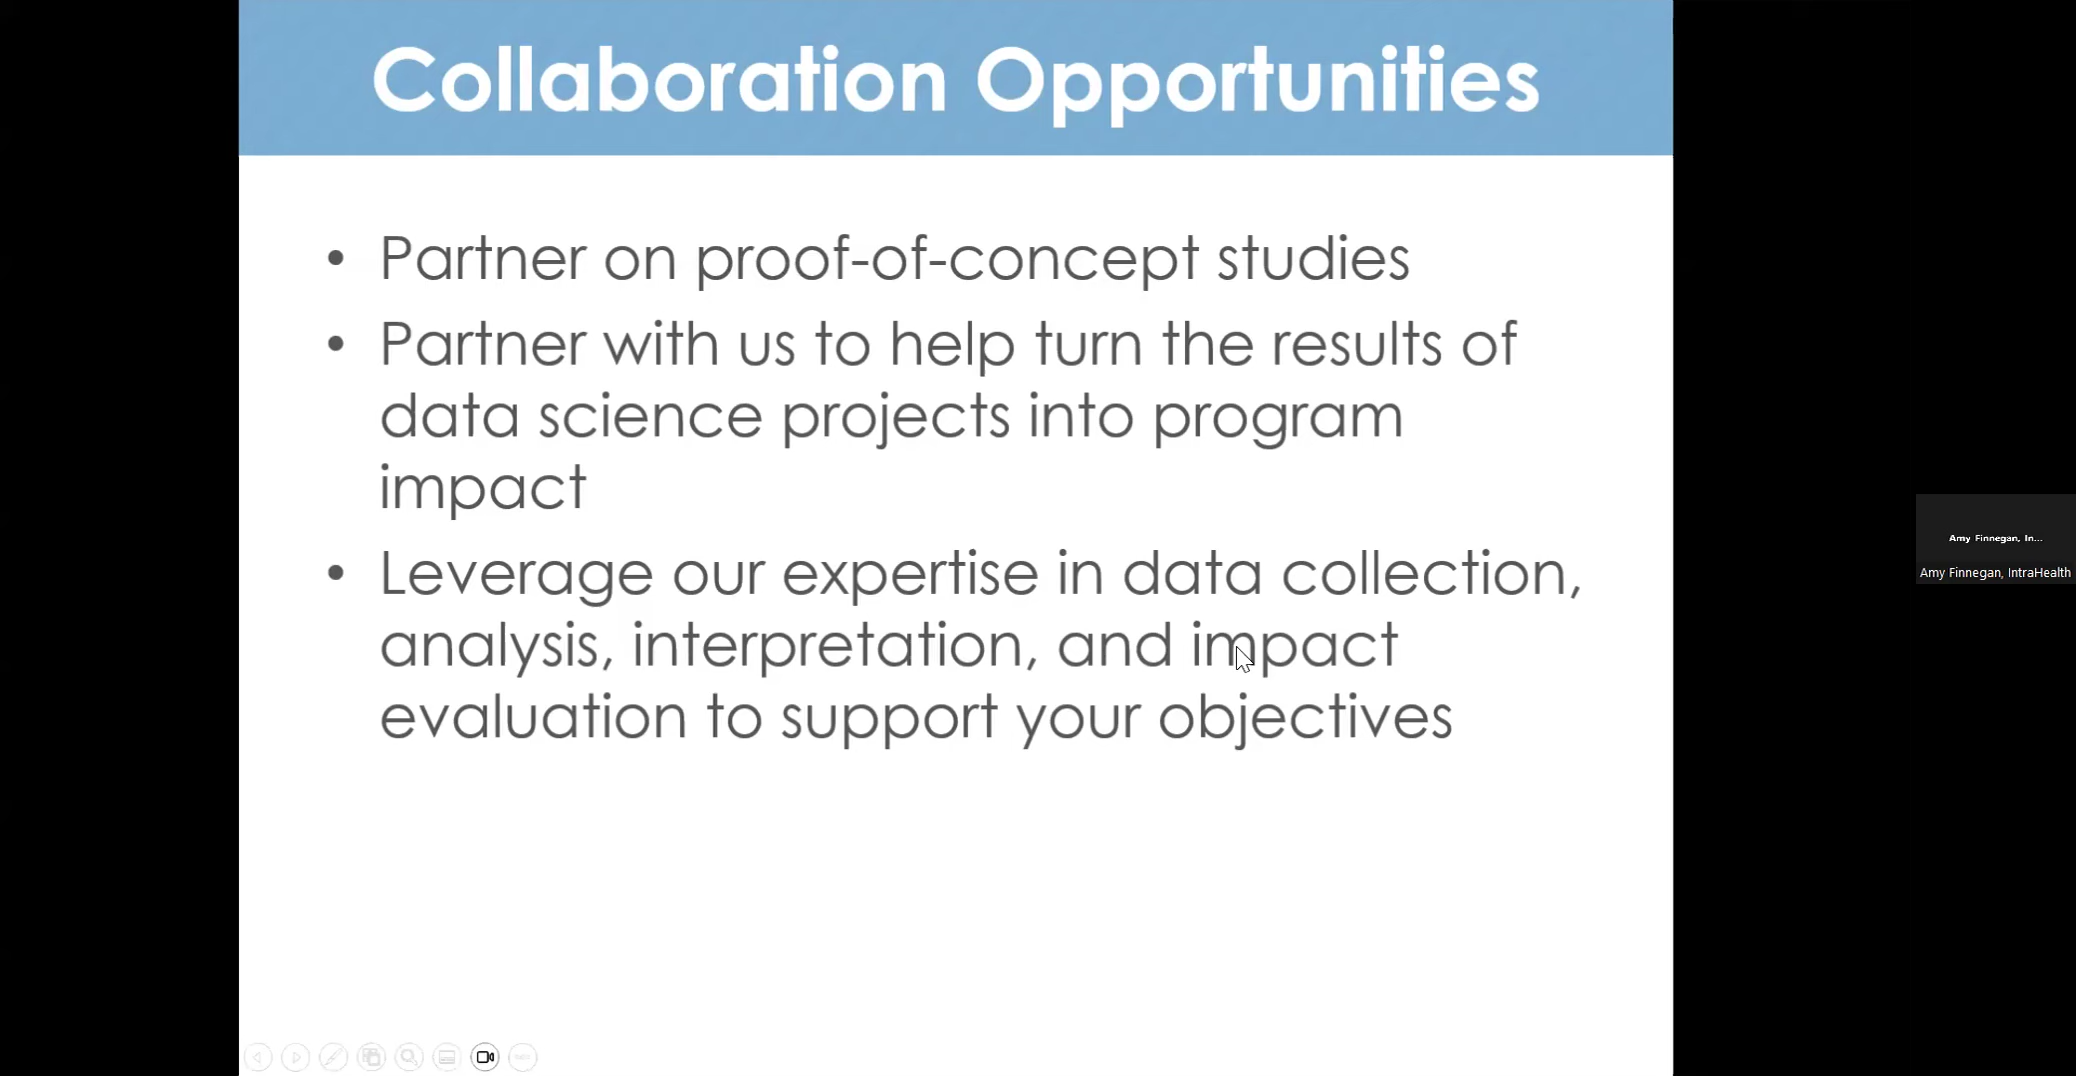 Collaboration Opportunities
• Partner on proof-of-concept studies
• Partner with us to help turn the results of
data science projects into program
impact
• Leverage our expertise in data collection,
analysis, interpretation, and impact
evaluation to support your objectives
Amy Finnegan, In...
Amy Finnegan, IntraHealth